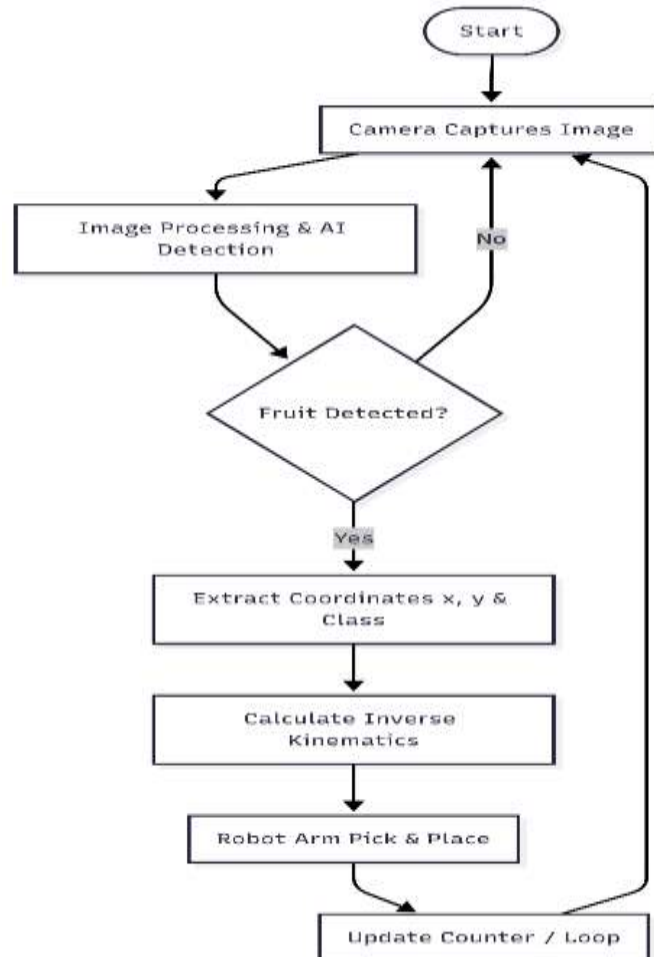 Start
Camera Captures Image
Image Processing & AI
Detection
No
Fruit Detected?
Yes
Extract Coordinates x, y &
Class
Calculate Inverse
Kinematics
Robot Arm Pick & Place
Update Counter / Loop